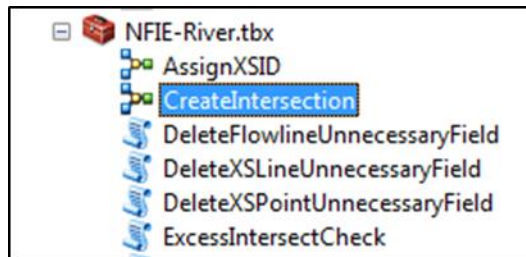 NFIE-River.tbx
AssignXSID
CreateIntersection
DeleteFlowlineUnnecessaryField
DeleteXSLineUnnecessaryField
DeleteXSPointUnnecessaryField
ExcessIntersectCheck